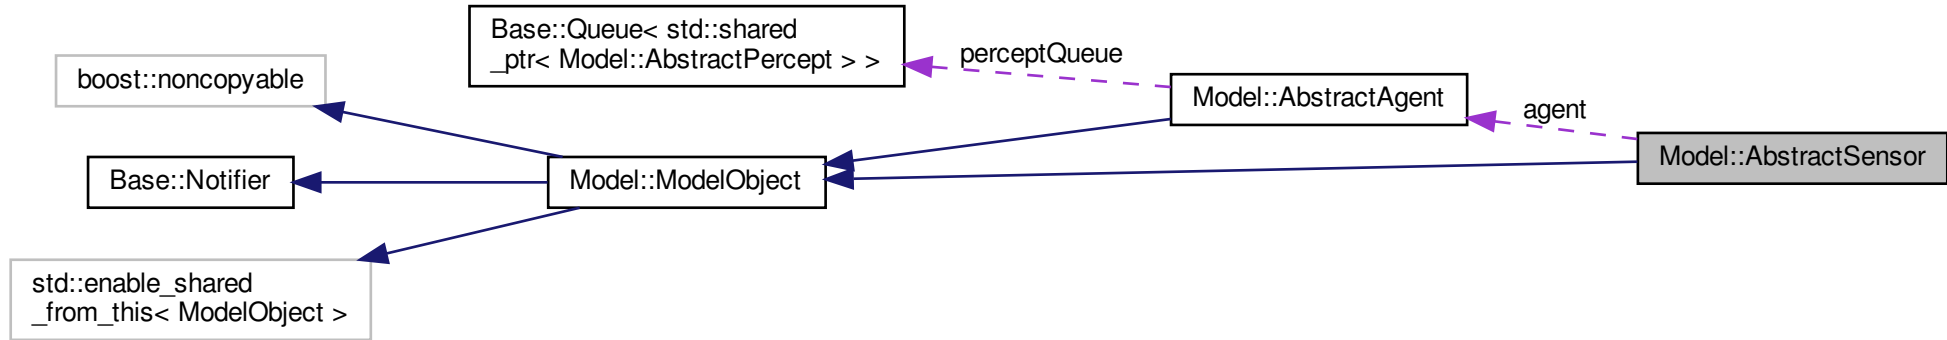 Base::Queue< std::shared
_ptr< Model::AbstractPercept > >
perceptQueue
boost::noncopyable
Model::AbstractAgent
agent
Model::AbstractSensor
Base::Notifier
Model::ModelObject
std::enable_shared
_from_this< ModelObject >